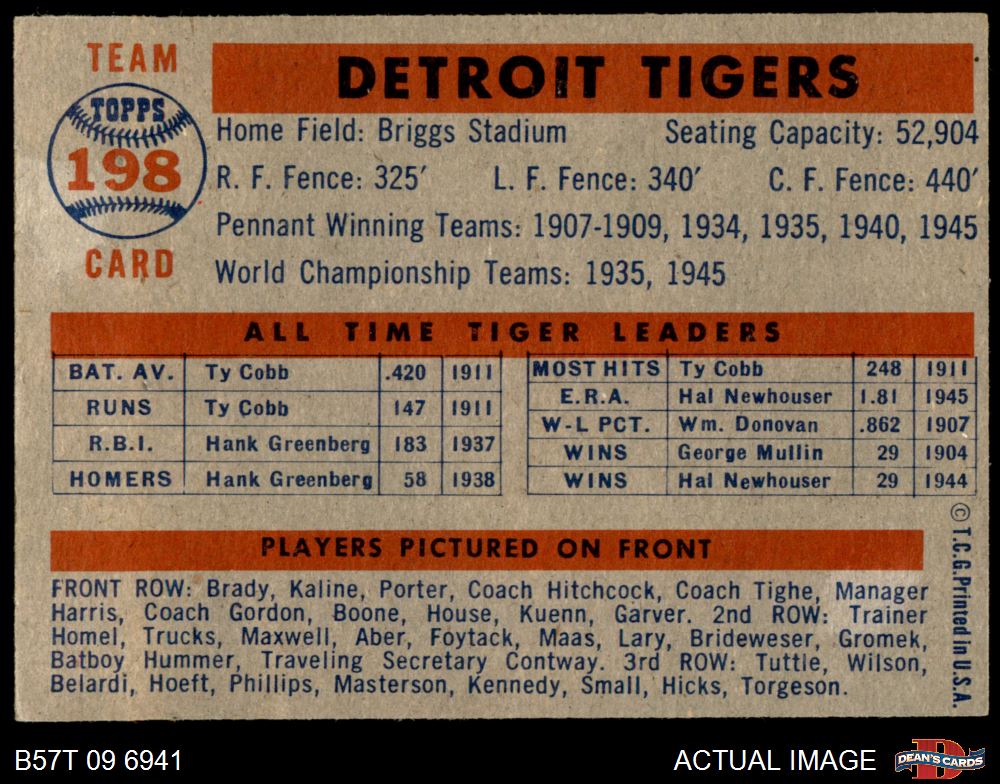 TEAM
TOPPS
198
CARD
DETROIT TIGERS
Home Field: Briggs Stadium Seating Capacity: 52,904
R. F. Fence: 325′ L. F. Fence: 340′ C. F. Fence: 440′
Pennant Winning Teams: 1907-1909, 1934, 1935, 1940, 1945
World Championship Teams: 1935, 1945
ALL TIME TIGER LEADERS
BAT. AV. Ty Cobb .420 1911
RUNS Ty Cobb 147 1911
R.B.I. Hank Greenberg 183 1937
HOMERS Hank Greenberg 58 1938
MOST HITS Ty Cobb 248 1911
E.R.A. Hal Newhouser 1.81 1945
W-L PCT. Wm. Donovan .862 1907
WINS George Mullin 29 1904
WINS Hal Newhouser 29 1944
PLAYERS PICTURED ON FRONT
FRONT ROW: Brady, Kaline, Porter, Coach Hitchcock, Coach Tighe, Manager
Harris, Coach Gordon, Boone, House, Kuenn, Garver. 2nd ROW: Trainer
Homel, Trucks, Maxwell, Aber, Foytack, Maas, Lary, Brideweser, Gromek,
Batboy Hummer, Traveling Secretary Contway. 3rd ROW: Tuttle, Wilson,
Belardi, Hoeft, Phillips, Masterson, Kennedy, Small, Hicks, Torgeson.
© T.C.G. Printed in U.S.A.
B57T 09 6941 ACTUAL IMAGE
DEAN'S CARDS